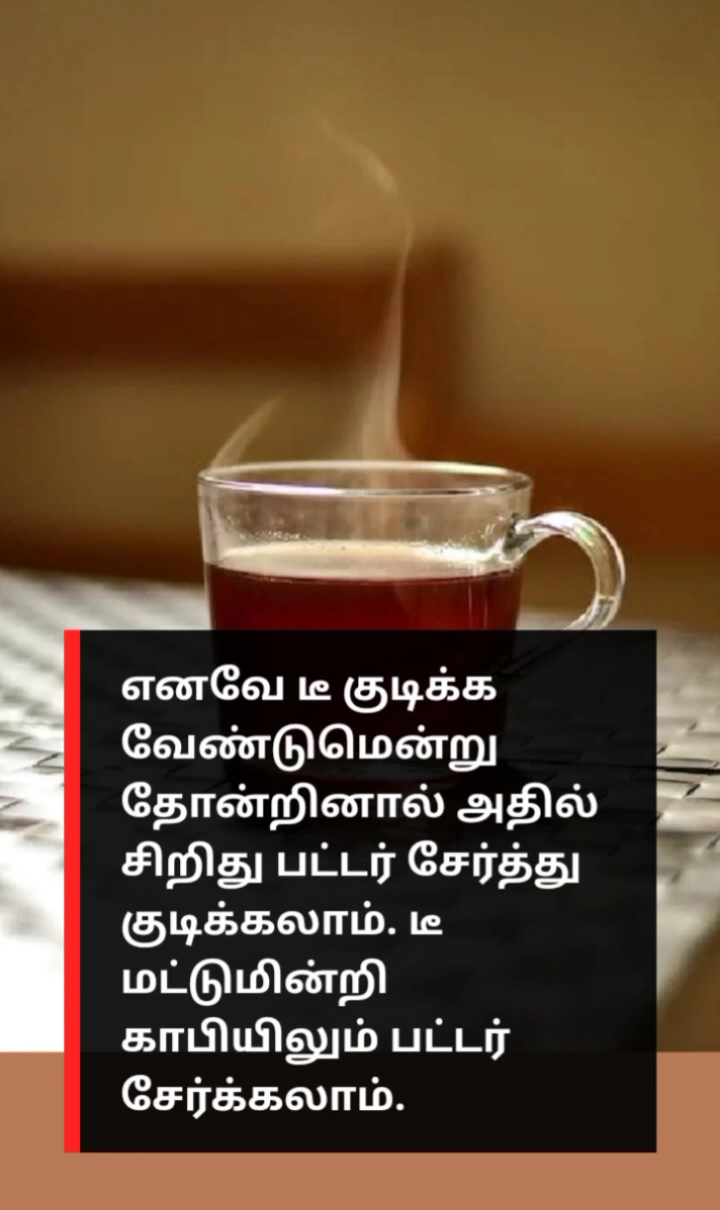 எனவே டீ குடிக்க
வேண்டுமென்று
தோன்றினால் அதில்
சிறிது பட்டர் சேர்த்து
குடிக்கலாம். டீ
மட்டுமின்றி
காபியிலும் பட்டர்
சேர்க்கலாம்.